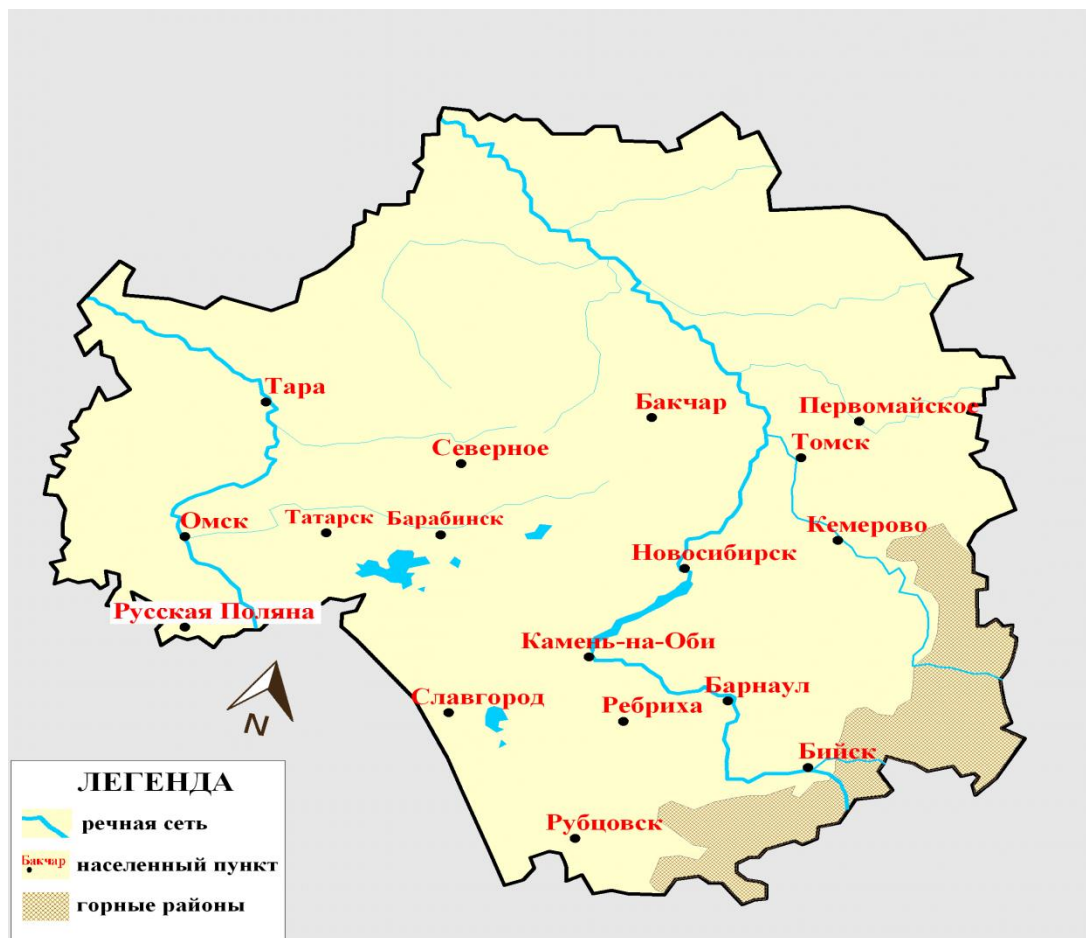 Тара
Бакчар
Первомайское
Северное
Томск
Омск
Татарск
Барабинск
Кемерово
Новосибирск
Русская Поляна
Камень-на-Оби
Славгород
Ребриха
Барнаул
N
Бийск
ЛЕГЕНДА
речная сеть
Рубцовск
Бакчар
населенный пункт
горные районы